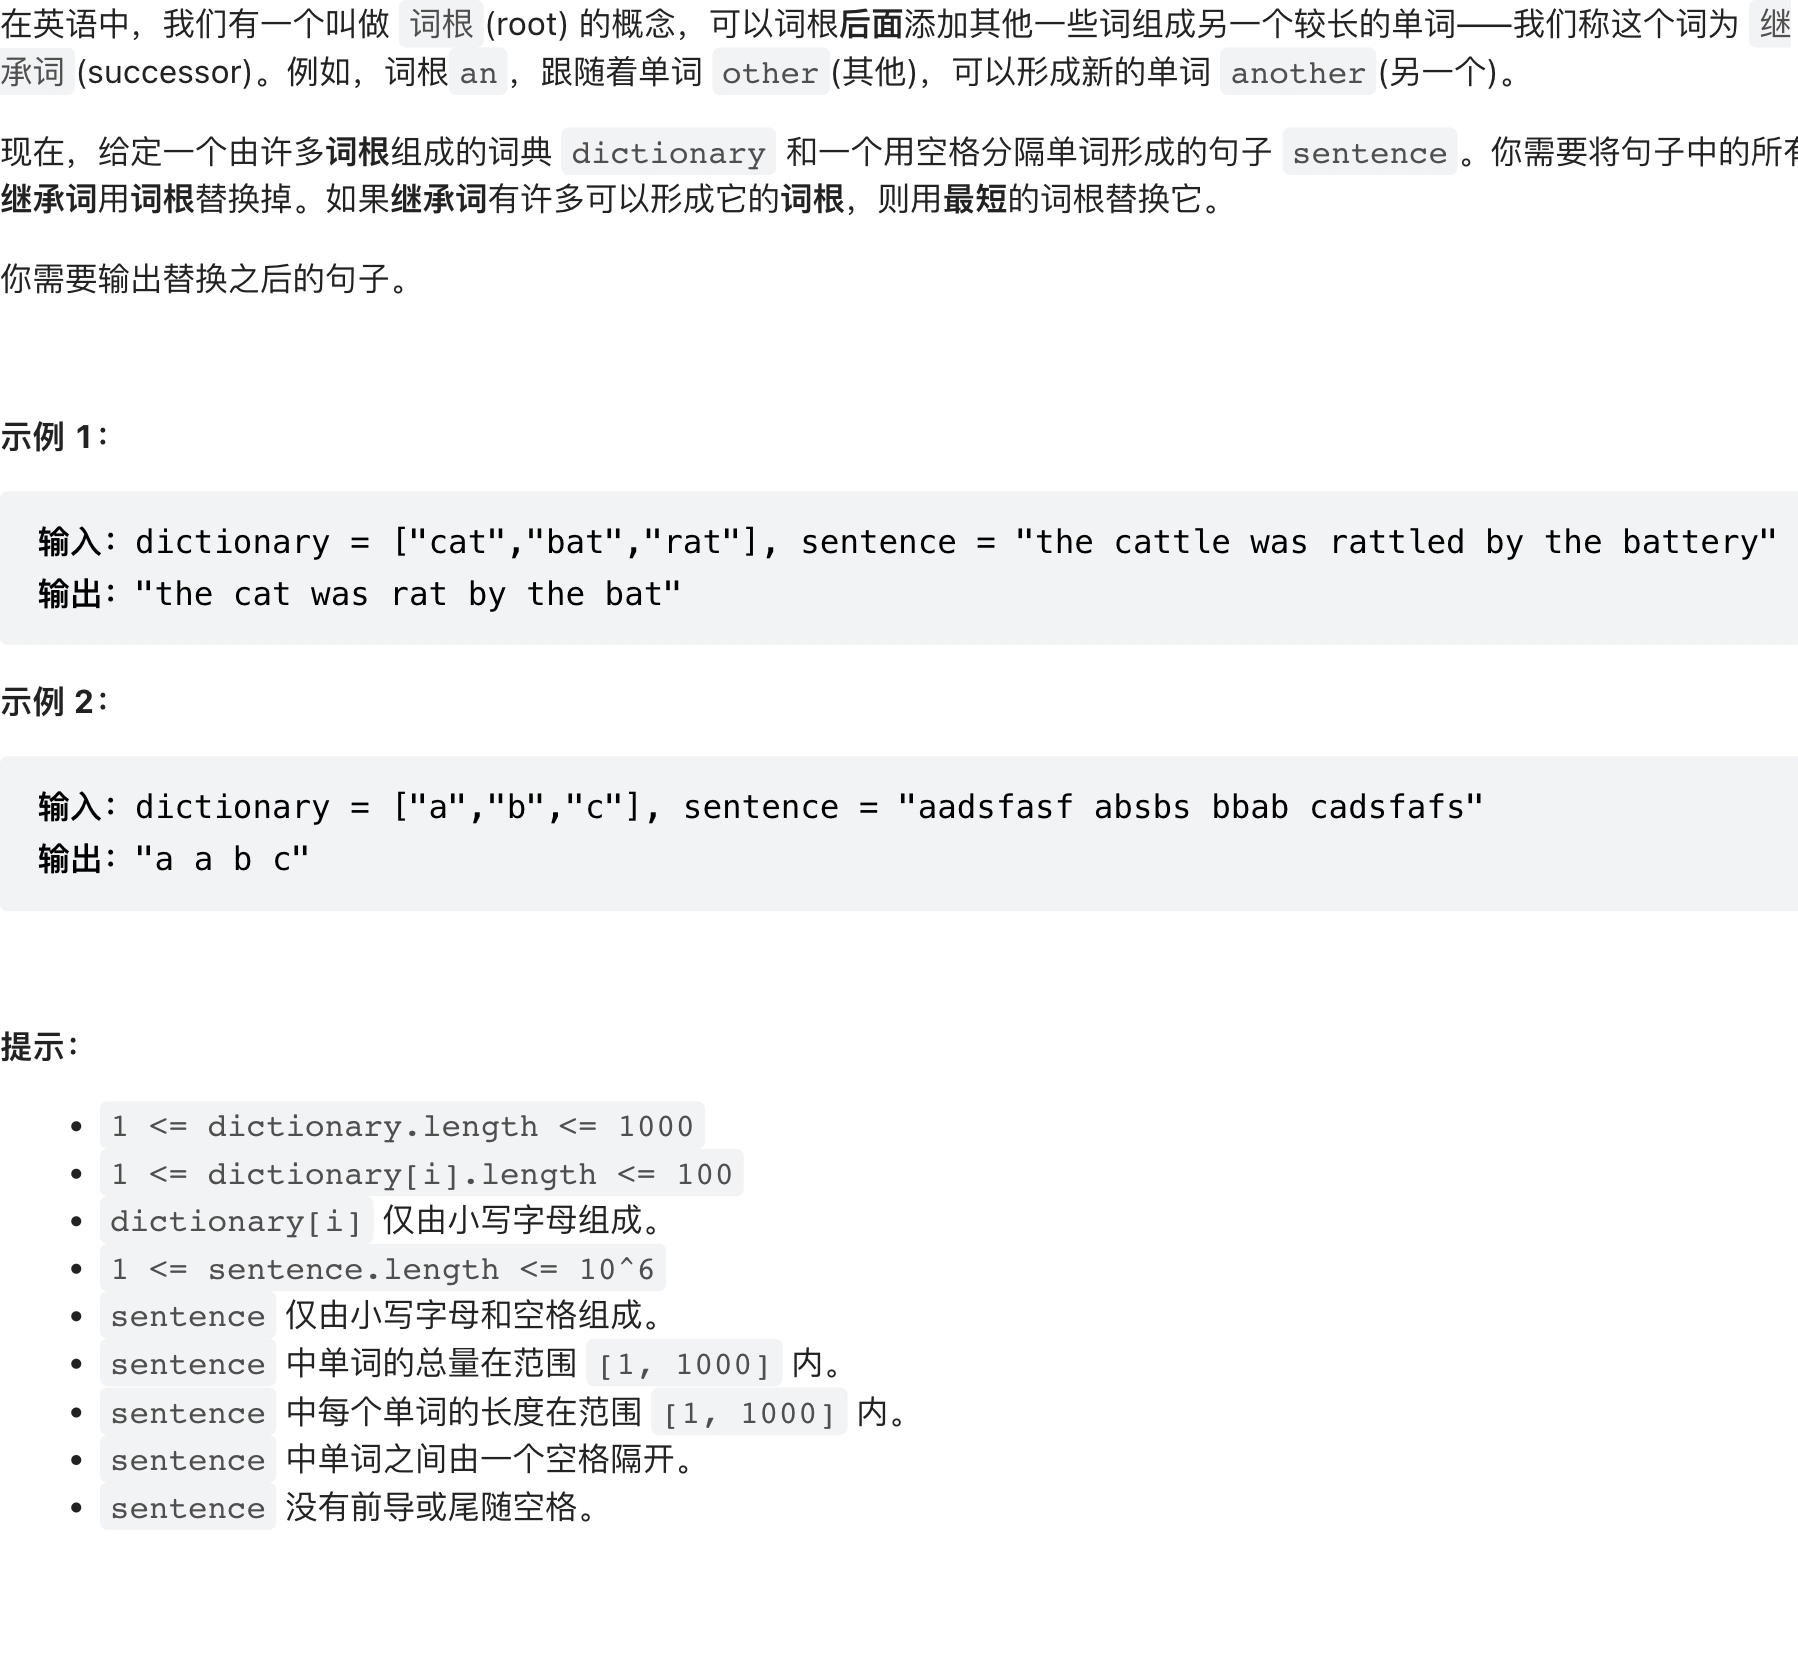 在英语中，我们有一个叫做 词根 (root) 的概念，可以词根后面添加其他一些词组成另一个较长的单词——我们称这个词为 继
承词 (successor)。例如，词根 an ，跟随着单词 other (其他)，可以形成新的单词 another (另一个)。
现在，给定一个由许多词根组成的词典 dictionary 和一个用空格分隔单词形成的句子 sentence 。你需要将句子中的所有
继承词用词根替换掉。如果继承词有许多可以形成它的词根，则用最短的词根替换它。
你需要输出替换之后的句子。
示例 1：
输入：dictionary = ["cat","bat","rat"], sentence = "the cattle was rattled by the battery"
输出："the cat was rat by the bat"
示例 2：
输入：dictionary = ["a","b","c"], sentence = "aadsfasf absbs bbab cadsfafs"
输出："a a b c"
提示：
• 1 <= dictionary.length <= 1000
• 1 <= dictionary[i].length <= 100
• dictionary[i] 仅由小写字母组成。
• 1 <= sentence.length <= 10^6
• sentence 仅由小写字母和空格组成。
• sentence 中单词的总量在范围 [1, 1000] 内。
• sentence 中每个单词的长度在范围 [1, 1000] 内。
• sentence 中单词之间由一个空格隔开。
• sentence 没有前导或尾随空格。